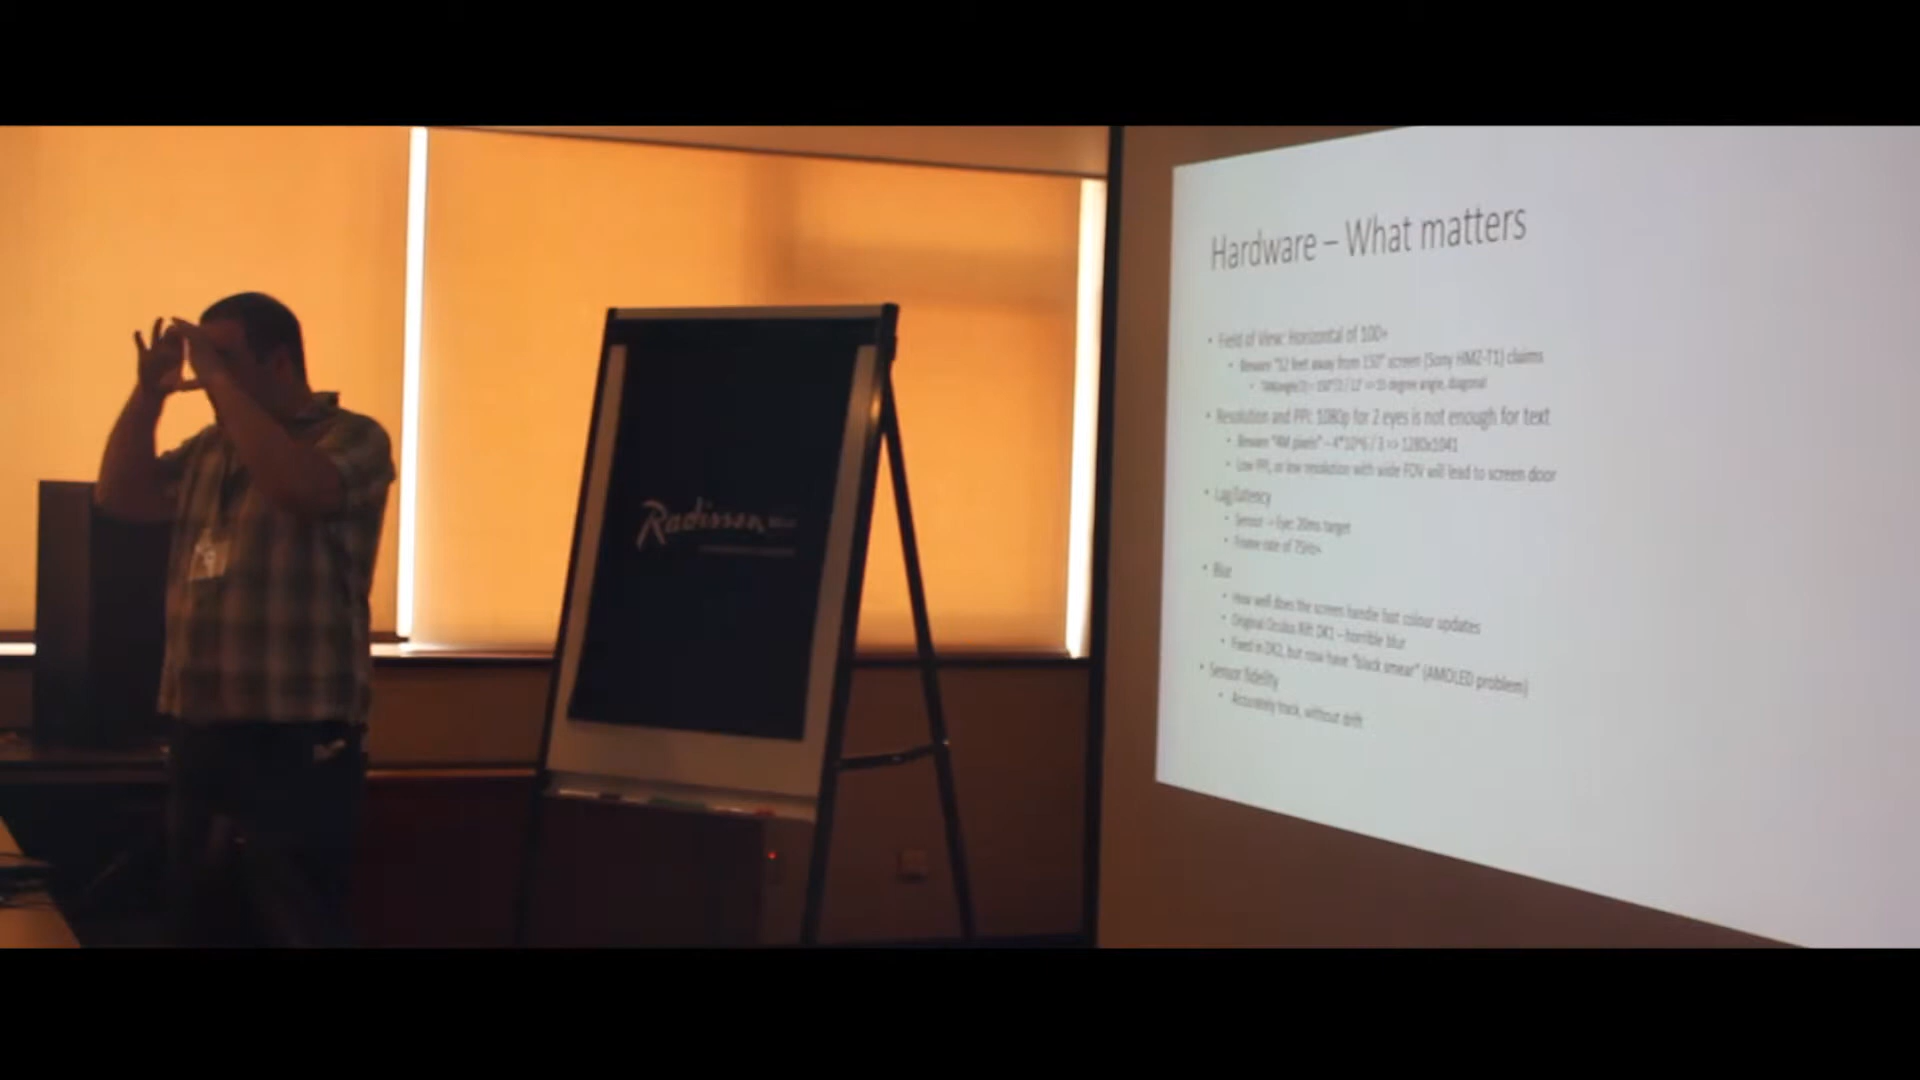 Radisson
Hardware – What matters
• Field of View: Horizontal of 100+
• Beware "12 feet away from 150" screen (Sony HMZ-T1) claims
degree angle, diagonal
• Resolution and PPI: 1080p for 2 eyes is not enough for text
• Beware "4M pixels" – 4*10^6 / 3 => 1280x1041
• Low PPI, or low resolution with wide FOV will lead to screen door
• Lag/latency
• Sensor -> Eye: 20ms target
• Frame rate of 75Hz+
• Blur
• How well does the screen handle fast colour updates
• Original Oculus Rift DK1 – horrible blur
• Fixed in DK2, but now have "black smear" (AMOLED problem)
• Sensor fidelity
• Accurately track, without drift